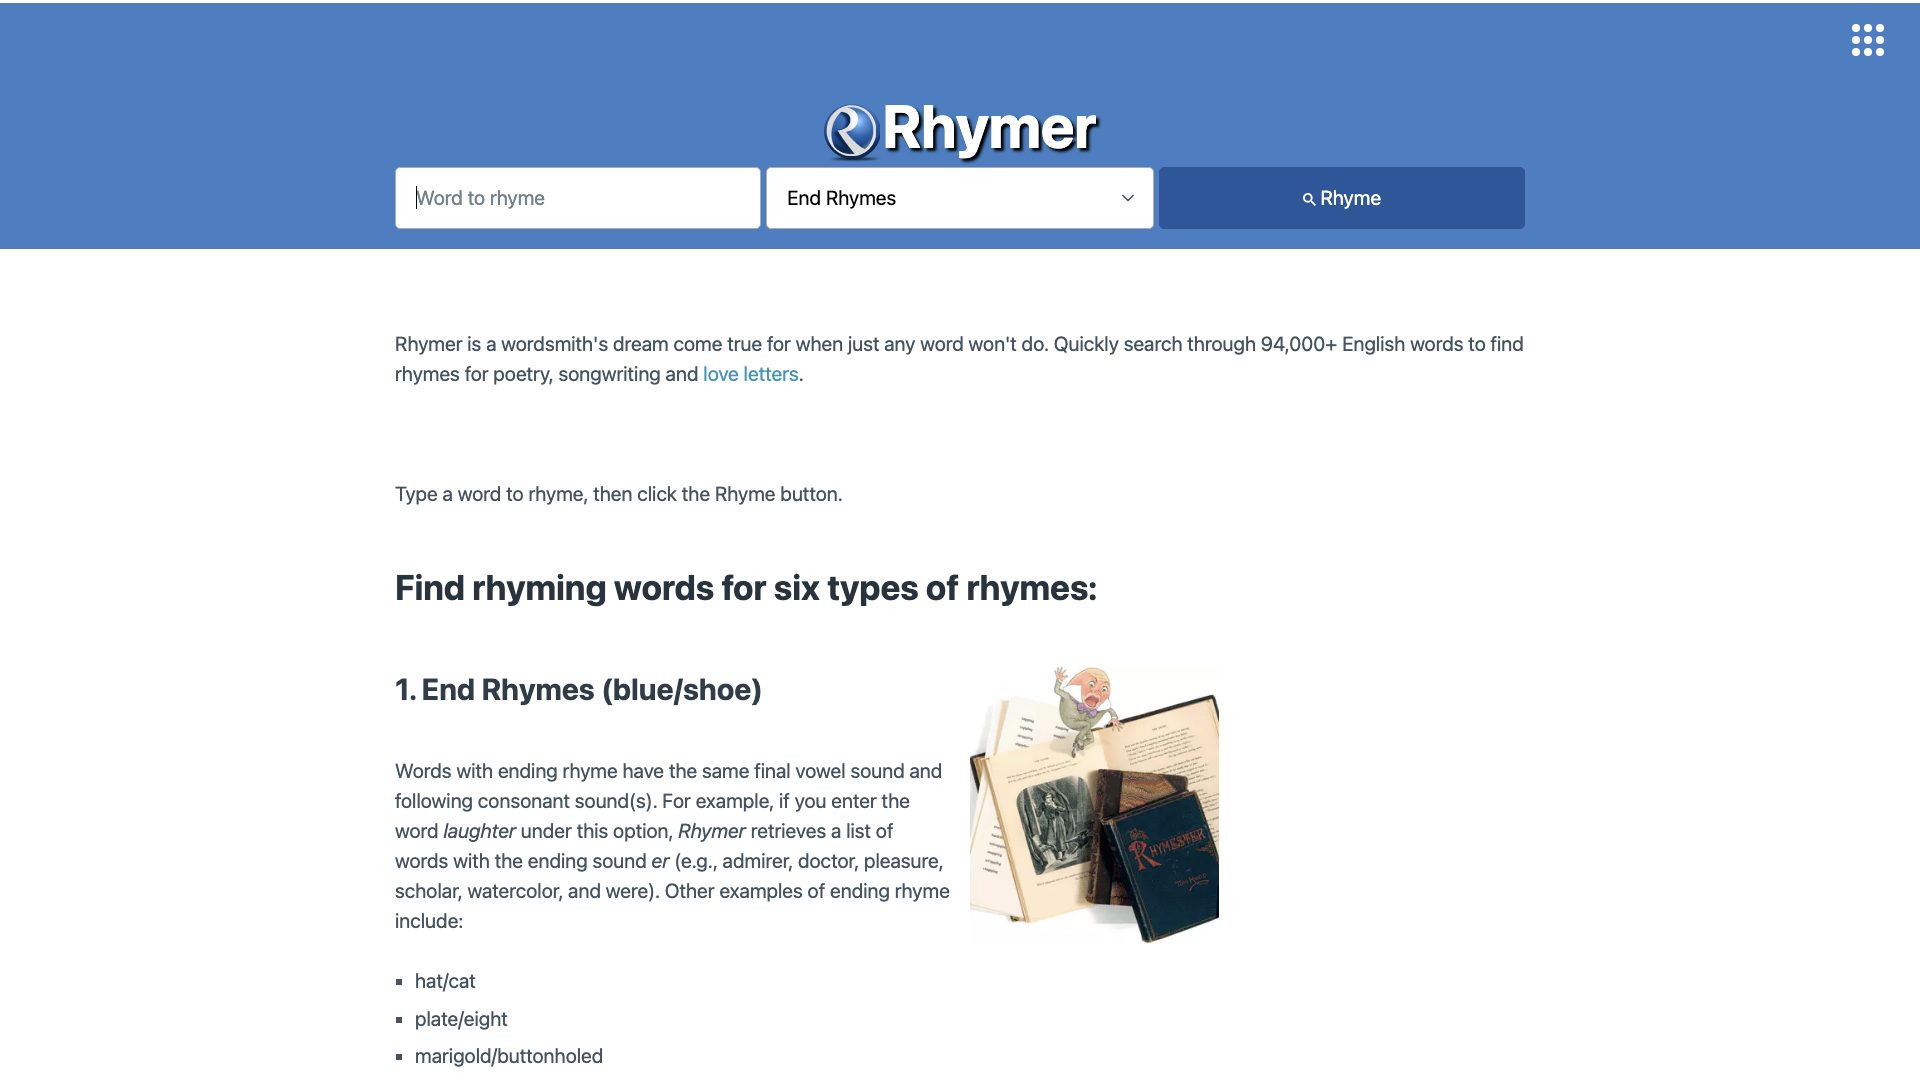 Rhymer
Word to rhyme
End Rhymes
Rhyme
Rhymer is a wordsmith's dream come true for when just any word won't do. Quickly search through 94,000+ English words to find
rhymes for poetry, songwriting and love letters.
Type a word to rhyme, then click the Rhyme button.
Find rhyming words for six types of rhymes:
1. End Rhymes (blue/shoe)
Words with ending rhyme have the same final vowel sound and
following consonant sound(s). For example, if you enter the
word laughter under this option, Rhymer retrieves a list of
words with the ending sound er (e.g., admirer, doctor, pleasure,
scholar, watercolor, and were). Other examples of ending rhyme
include:
THE
RHYMESTER
hat/cat
plate/eight
marigold/buttonholed